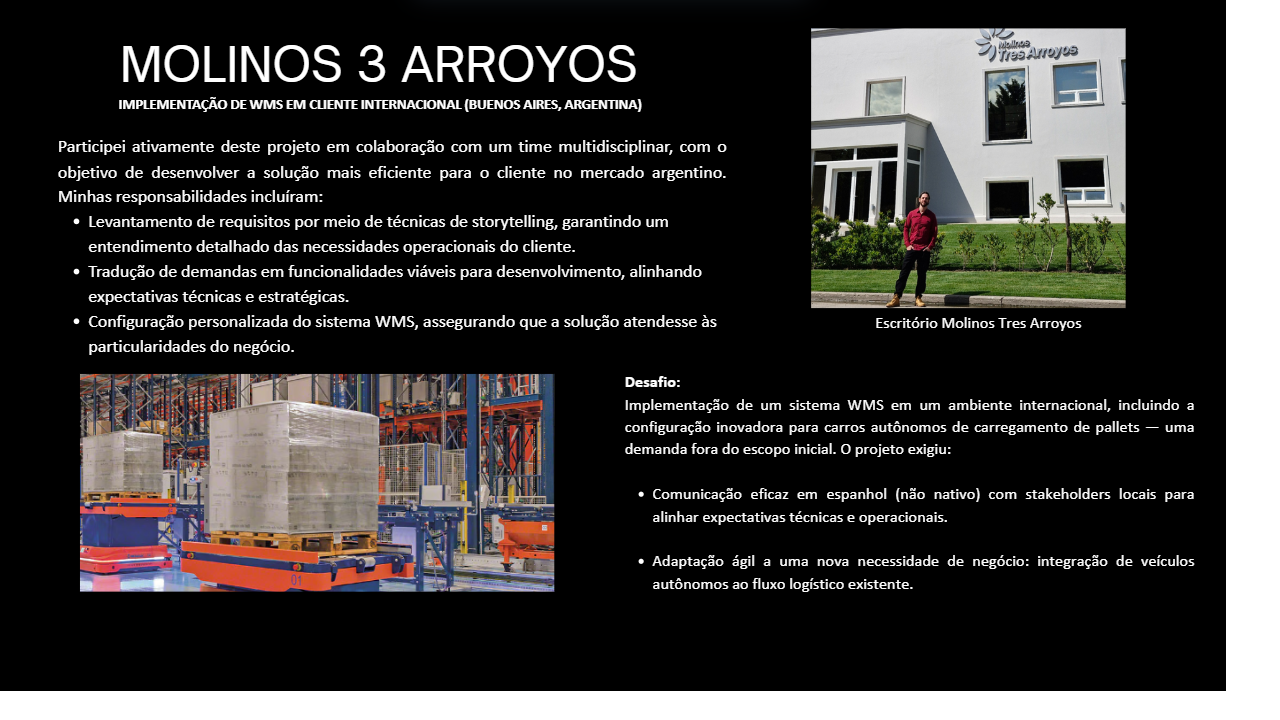 MOLINOS 3 ARROYOS
IMPLEMENTAÇÃO DE WMS EM CLIENTE INTERNACIONAL (BUENOS AIRES, ARGENTINA)
Participei ativamente deste projeto em colaboração com um time multidisciplinar, com o
objetivo de desenvolver a solução mais eficiente para o cliente no mercado argentino.
Minhas responsabilidades incluíram:
• Levantamento de requisitos por meio de técnicas de storytelling, garantindo um
entendimento detalhado das necessidades operacionais do cliente.
• Tradução de demandas em funcionalidades viáveis para desenvolvimento, alinhando
expectativas técnicas e estratégicas.
• Configuração personalizada do sistema WMS, assegurando que a solução atendesse às
particularidades do negócio.
Molinos
Tres Arroyos
Escritório Molinos Tres Arroyos
01
Desafio:
Implementação de um sistema WMS em um ambiente internacional, incluindo a
configuração inovadora para carros autônomos de carregamento de pallets — uma
demanda fora do escopo inicial. O projeto exigiu:
• Comunicação eficaz em espanhol (não nativo) com stakeholders locais para
alinhar expectativas técnicas e operacionais.
• Adaptação ágil a uma nova necessidade de negócio: integração de veículos
autônomos ao fluxo logístico existente.